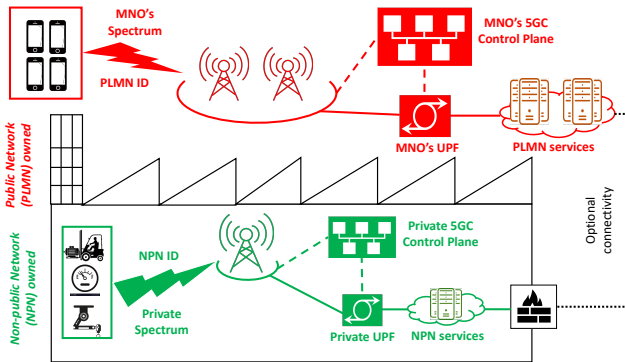 MNO's
Spectrum
PLMN ID
MNO's 5GC
Control Plane
MNO's UPF
PLMN services
Public Network
(PLMN) owned
Non-public Network
(NPN) owned
NPN ID
Private
Spectrum
Private 5GC
Control Plane
Private UPF
NPN services
Optional
connectivity